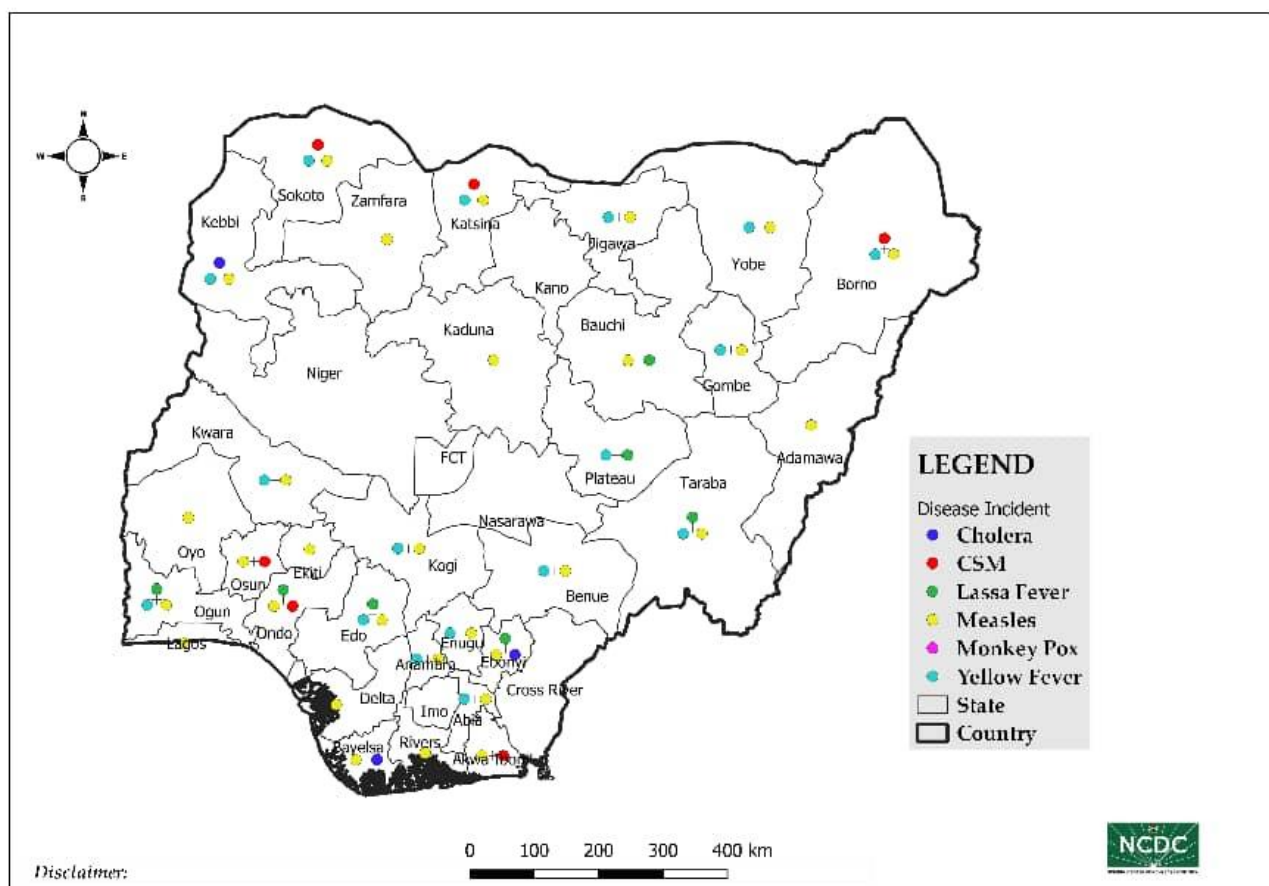 N
W E
S
Sokoto
Zamfara
Katsina
Kebbi
Jigawa
Yobe
Borno
Kano
Kaduna
Bauchi
Gombe
Niger
Kwara
FCT
Plateau
Taraba
Adamawa
Nasarawa
Oyo
Osun
Ekiti
Kogi
Benue
Ogun
Lagos
Ondo
Edo
Enugu
Anambra
Ebonyi
Cross River
Delta
Imo
Abia
Bayelsa
Rivers
Akwa Ibom
LEGEND
Disease Incident
Cholera
CSM
Lassa Fever
Measles
Monkey Pox
Yellow Fever
State
Country
0 100 200 300 400 km
NCDC
Disclaimer: